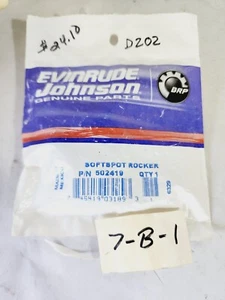 $24.10
D202
EVINRUDE
Johnson
GENUINE PARTS
BRP
SOFTSPOT ROCKER
P/N 502419 QTY 1
7-B-1